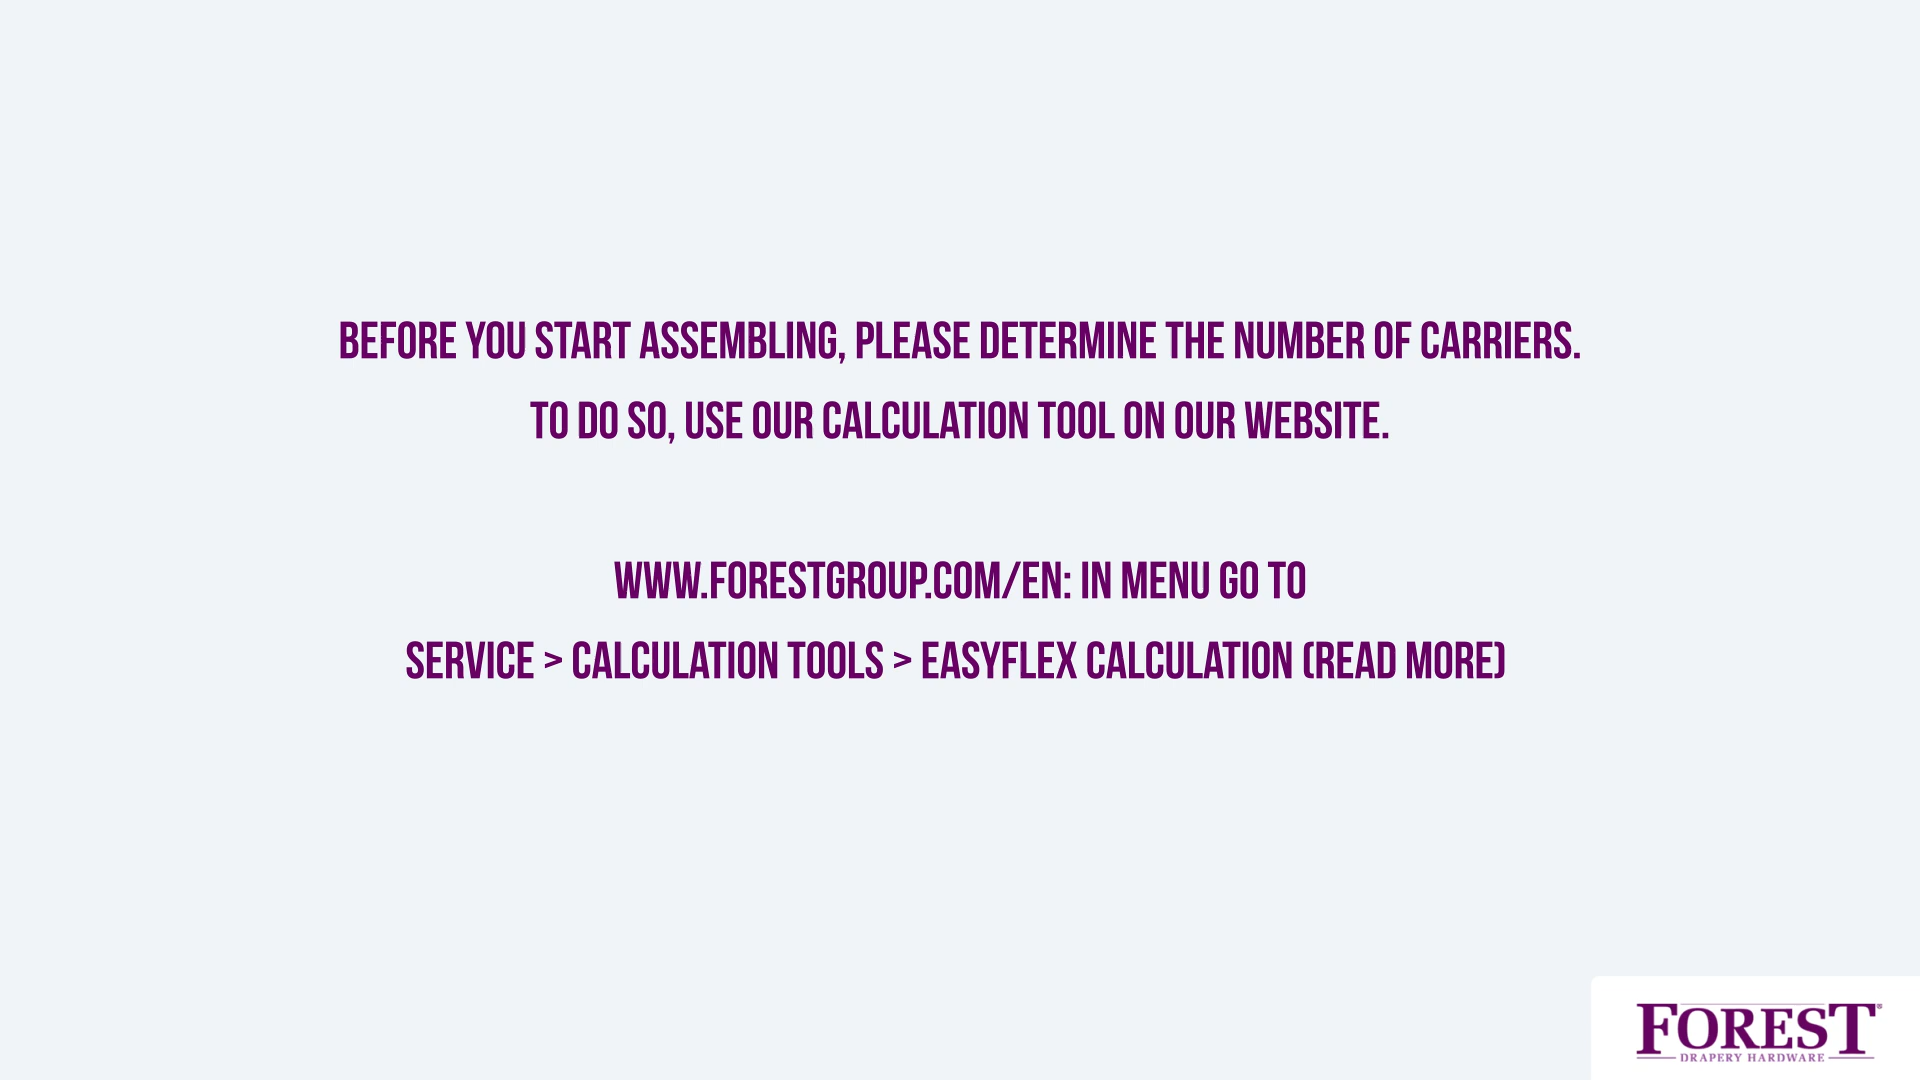 BEFORE YOU START ASSEMBLING, PLEASE DETERMINE THE NUMBER OF CARRIERS.
TO DO SO, USE OUR CALCULATION TOOL ON OUR WEBSITE.
WWW.FORESTGROUP.COM/EN: IN MENU GO TO
SERVICE > CALCULATION TOOLS > EASYFLEX CALCULATION (READ MORE)
FOREST®
DRAPERY HARDWARE